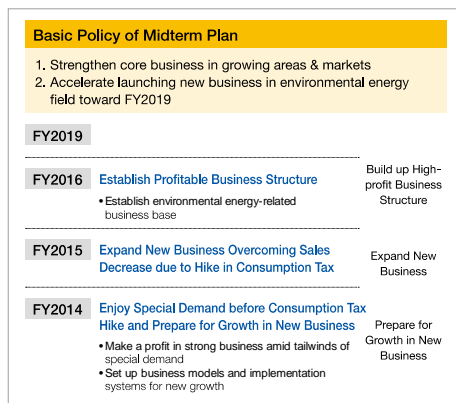 Basic Policy of Midterm Plan
1. Strengthen core business in growing areas & markets
2. Accelerate launching new business in environmental energy
field toward FY2019
FY2019
FY2016
Establish Profitable Business Structure
• Establish environmental energy-related
business base
Build up High-
profit Business
Structure
FY2015
Expand New Business Overcoming Sales
Decrease due to Hike in Consumption Tax
Expand New
Business
FY2014
Enjoy Special Demand before Consumption Tax
Hike and Prepare for Growth in New Business
• Make a profit in strong business amid tailwinds of
special demand
• Set up business models and implementation
systems for new growth
Prepare for
Growth in New
Business